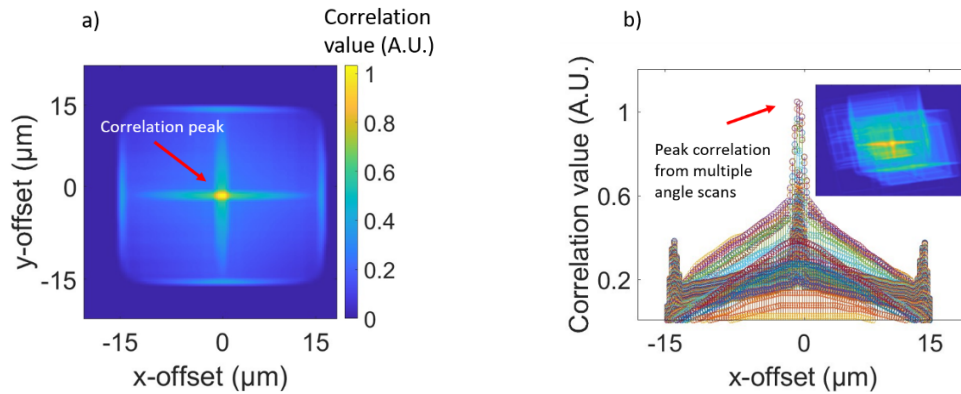 a)
Correlation
value (A.U.)
b)
15
0
-15
y-offset (μm)
Correlation peak
1
0.8
0.6
0.4
0.2
0
-15
0
15
x-offset (μm)
Correlation value (A.U.)
1
0.6
0.2
Peak correlation
from multiple
angle scans
-15
0
15
x-offset (μm)